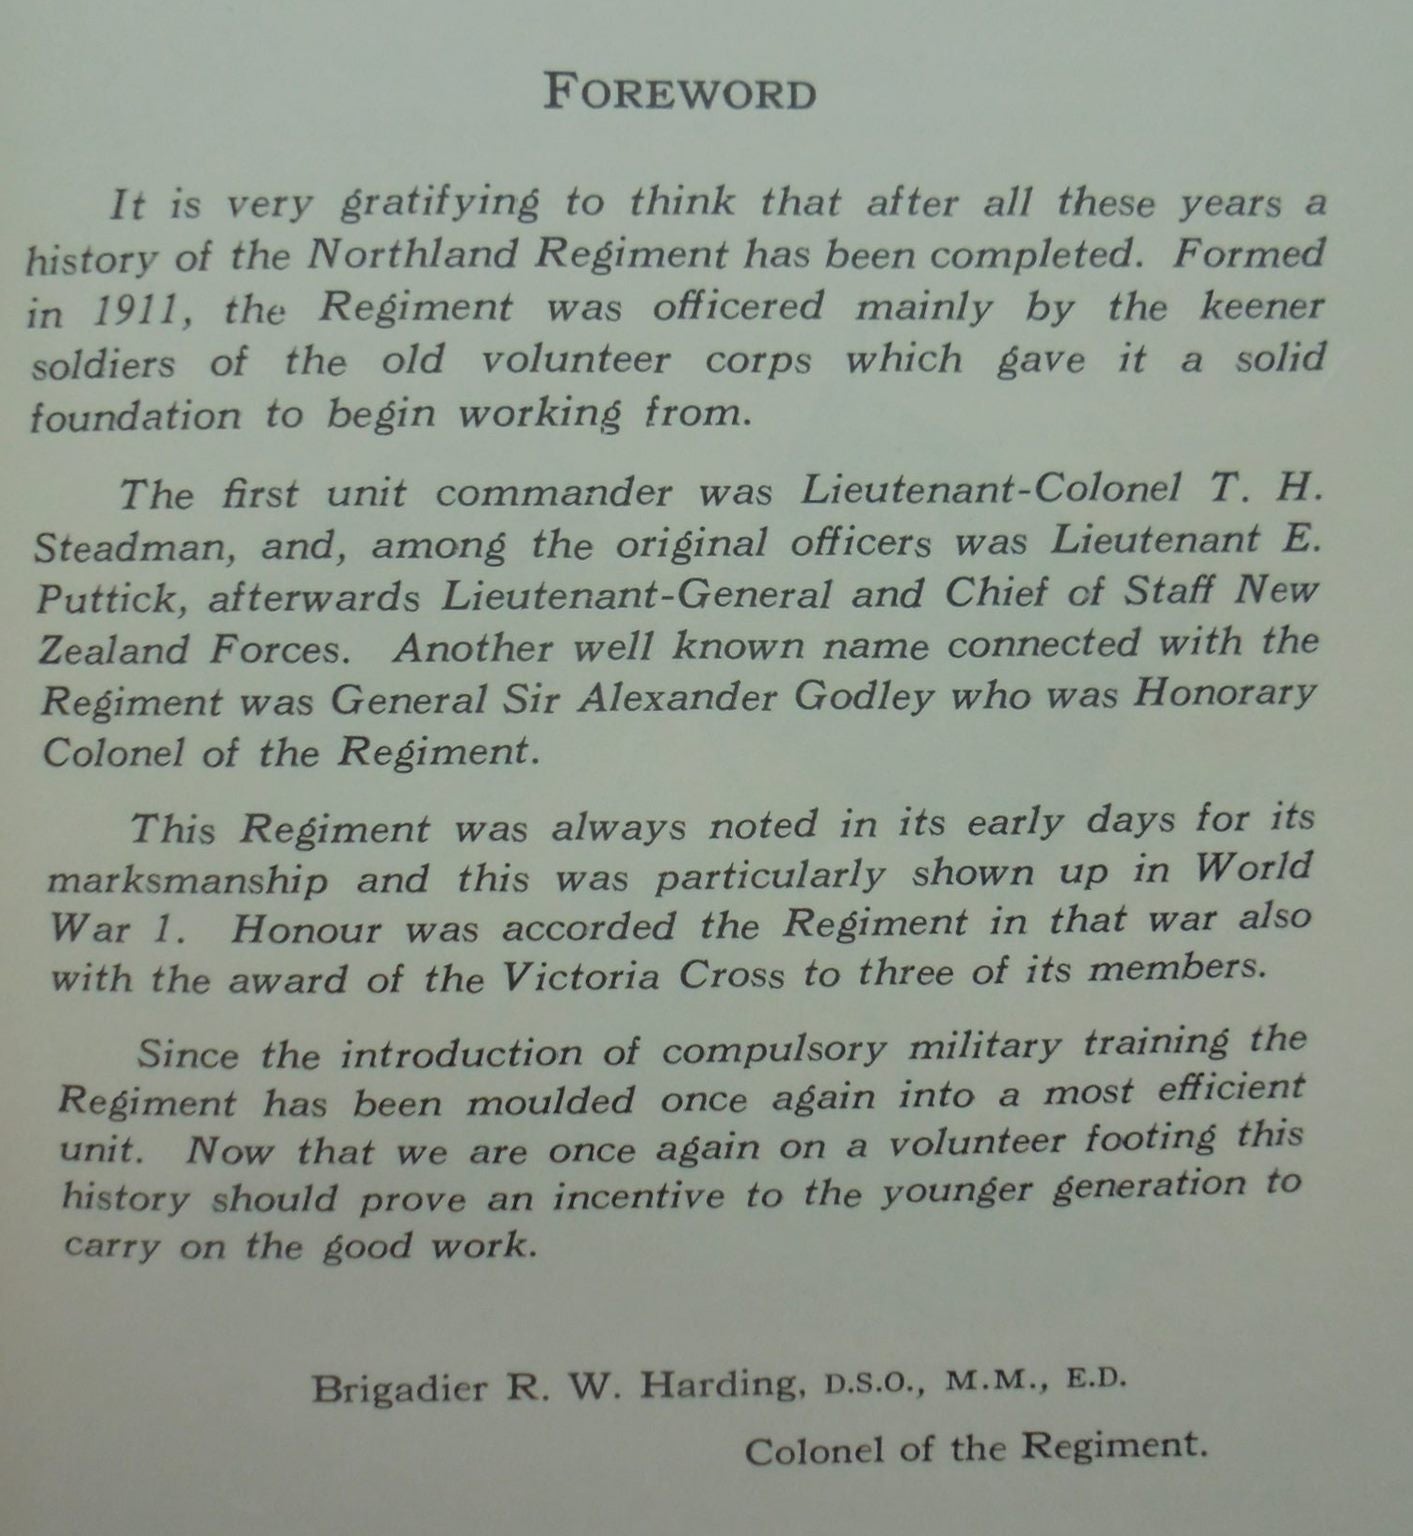 FOREWORD
It is very gratifying to think that after all these years a
history of the Northland Regiment has been completed. Formed
in 1911, the Regiment was officered mainly by the keener
soldiers of the old volunteer corps which gave it a solid
foundation to begin working from.
The first unit commander was Lieutenant-Colonel T. H.
Steadman, and, among the original officers was Lieutenant E.
Puttick, afterwards Lieutenant-General and Chief of Staff New
Zealand Forces. Another well known name connected with the
Regiment was General Sir Alexander Godley who was Honorary
Colonel of the Regiment.
This Regiment was always noted in its early days for its
marksmanship and this was particularly shown up in World
War 1. Honour was accorded the Regiment in that war also
with the award of the Victoria Cross to three of its members.
Since the introduction of compulsory military training the
Regiment has been moulded once again into a most efficient
unit. Now that we are once again on a volunteer footing this
history should prove an incentive to the younger generation to
carry on the good work.
Brigadier R. W. Harding, D.S.O., M.M., E.D.
Colonel of the Regiment.